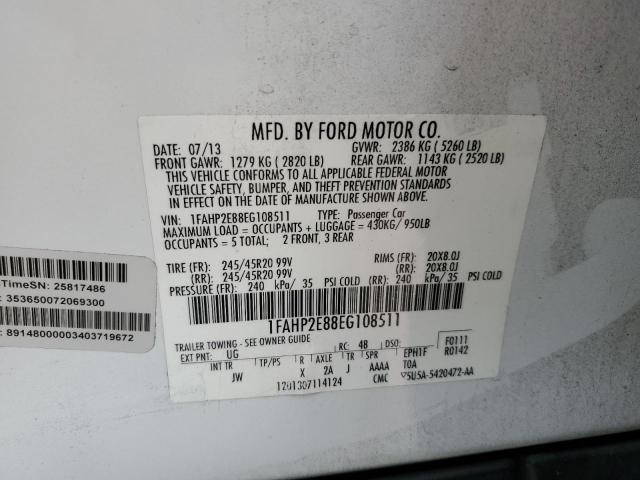 MFD. BY FORD MOTOR CO.
DATE: 07/13 GVWR: 2386 KG ( 5260 LB)
FRONT GAWR: 1279 KG ( 2820 LB) REAR GAWR: 1143 KG ( 2520 LB)
THIS VEHICLE CONFORMS TO ALL APPLICABLE FEDERAL MOTOR
VEHICLE SAFETY, BUMPER, AND THEFT PREVENTION STANDARDS
IN EFFECT ON THE DATE OF MANUFACTURE SHOWN ABOVE.
VIN: 1FAHP2E88EG108511 TYPE: Passenger Car
MAXIMUM LOAD = OCCUPANTS + LUGGAGE = 430KG/ 950LB
OCCUPANTS = 5 TOTAL; 2 FRONT, 3 REAR
TIRE (FR): 245/45R20 99V RIMS (FR): 20X8.0J
(RR): 245/45R20 99V (RR): 20X8.0J
PRESSURE (FR): 240 kPa/ 35 PSI COLD (RR): 240 kPa/ 35 PSI COLD
1FAHP2E88EG108511
TRAILER TOWING - SEE OWNER GUIDE
EXT PNT: UG RC: 48 DSO: F0111
INT TR TP/PS R AXLE TR SPR EPHTF R0142
JW X 2A J AAAA TOA
1201307114124 CMC 5U5A-5420472-AA
TimeSN: 25817486
353650072069300
89148000003403719672